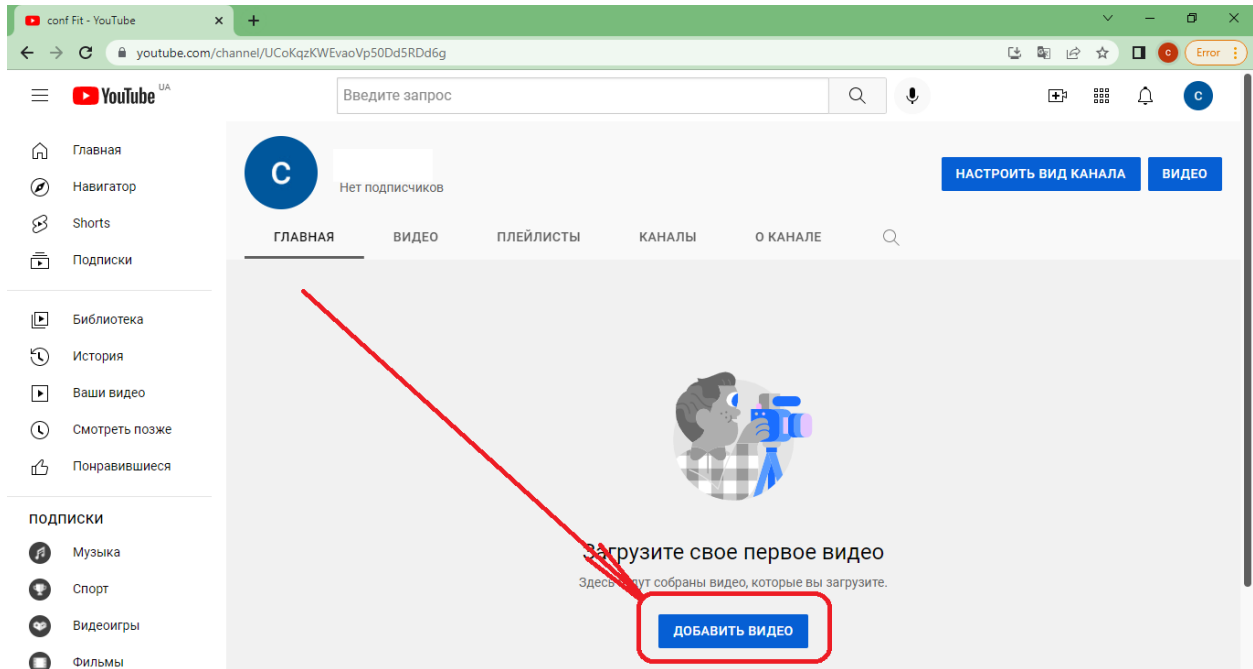 conf Fit - YouTube
youtube.com/channel/UCoKqzKWEvaoVp50Dd5RDd6g
c
Error
YouTube UA
Введите запрос
C
Главная
Навигатор
Shorts
Подписки
Библиотека
История
Ваши видео
Смотреть позже
Понравившиеся
ПОДПИСКИ
Музыка
Спорт
Видеоигры
Фильмы
C
Нет подписчиков
НАСТРОИТЬ ВИД КАНАЛА
ВИДЕО
ГЛАВНАЯ ВИДЕО ПЛЕЙЛИСТЫ КАНАЛЫ О КАНАЛЕ
Загрузите свое первое видео
Здесь будут собраны видео, которые вы загрузите.
ДОБАВИТЬ ВИДЕО